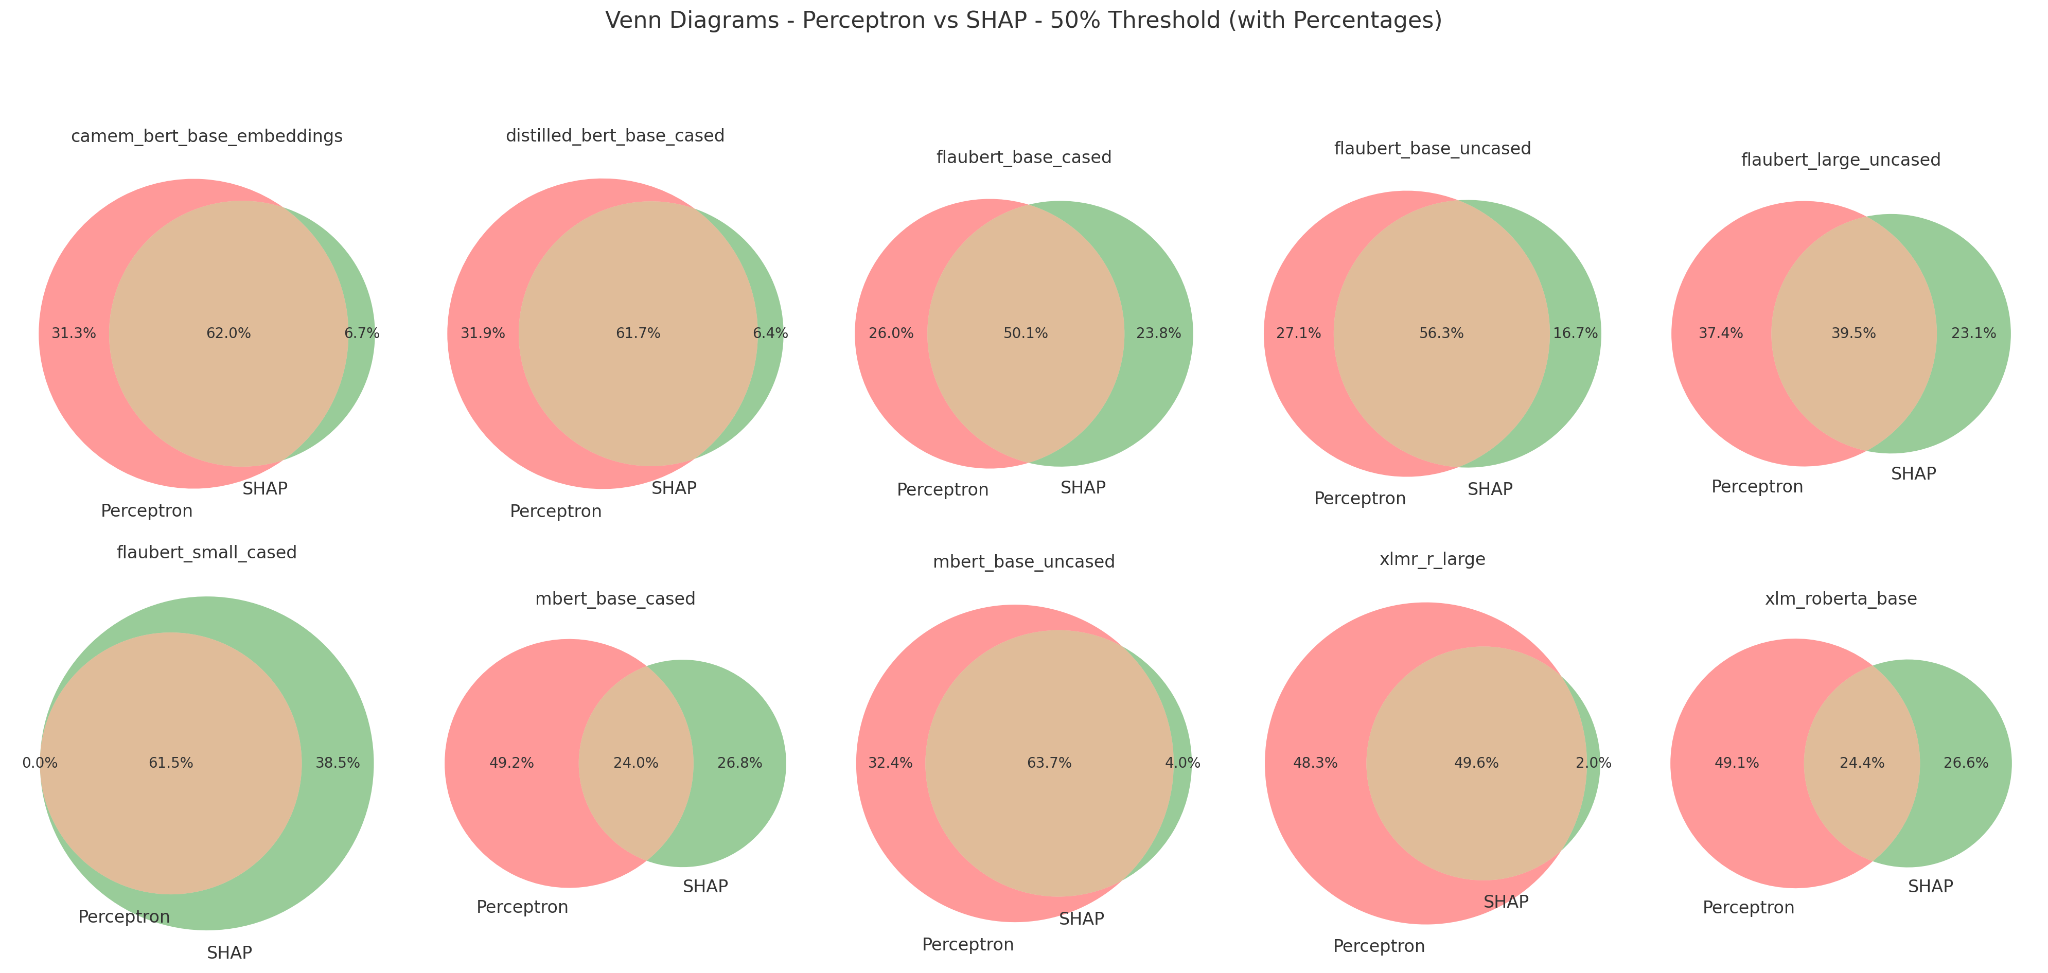 Venn Diagrams - Perceptron vs SHAP - 50% Threshold (with Percentages)
camem_bert_base_embeddings
31.3%
62.0%
6.7%
SHAP
Perceptron
distilled_bert_base_cased
31.9%
61.7%
6.4%
SHAP
Perceptron
flaubert_base_cased
26.0%
50.1%
23.8%
Perceptron
SHAP
flaubert_base_uncased
27.1%
56.3%
16.7%
SHAP
Perceptron
flaubert_large_uncased
37.4%
39.5%
23.1%
SHAP
Perceptron
flaubert_small_cased
0.0%
61.5%
38.5%
Perceptron
SHAP
mbert_base_cased
49.2%
24.0%
26.8%
SHAP
Perceptron
mbert_base_uncased
32.4%
63.7%
4.0%
SHAP
Perceptron
xlmr_r_large
48.3%
49.6%
2.0%
SHAP
Perceptron
xlm_roberta_base
49.1%
24.4%
26.6%
SHAP
Perceptron